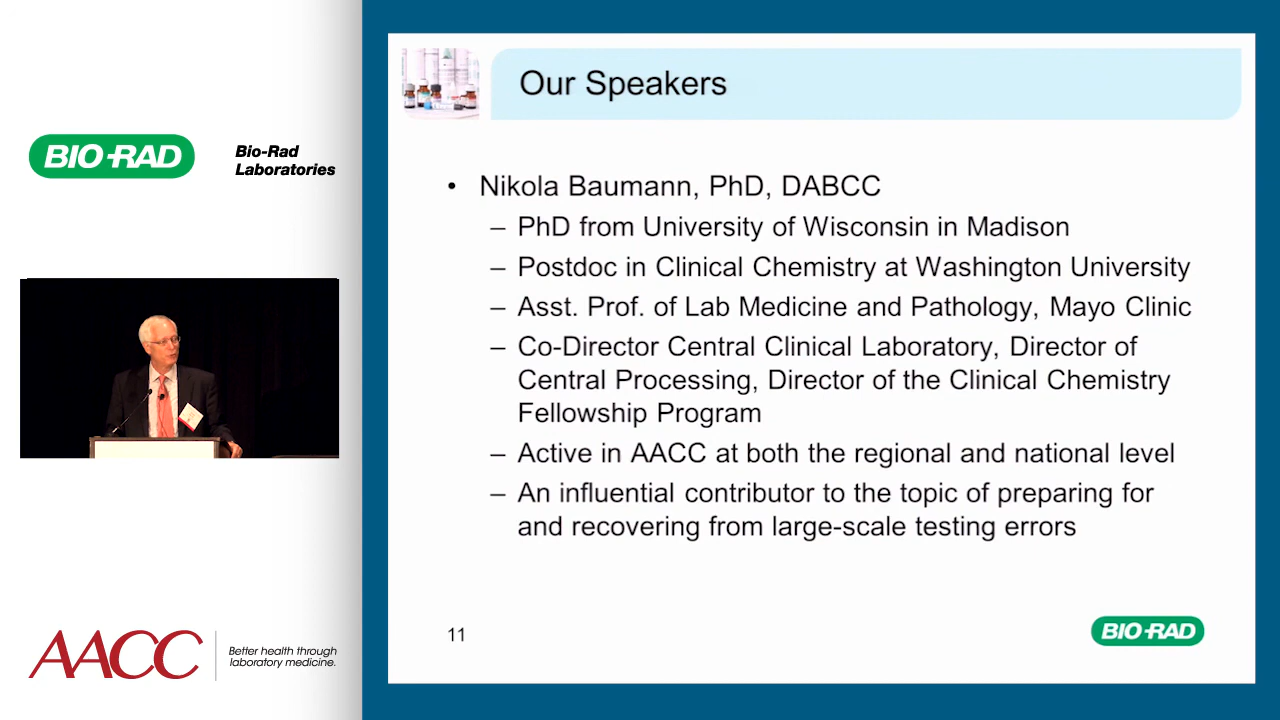 BIO-RAD
Bio-Rad
Laboratories
AACC
Better health through
laboratory medicine.
Our Speakers
• Nikola Baumann, PhD, DABCC
– PhD from University of Wisconsin in Madison
– Postdoc in Clinical Chemistry at Washington University
– Asst. Prof. of Lab Medicine and Pathology, Mayo Clinic
– Co-Director Central Clinical Laboratory, Director of
Central Processing, Director of the Clinical Chemistry
Fellowship Program
– Active in AACC at both the regional and national level
– An influential contributor to the topic of preparing for
and recovering from large-scale testing errors
11
BIO-RAD